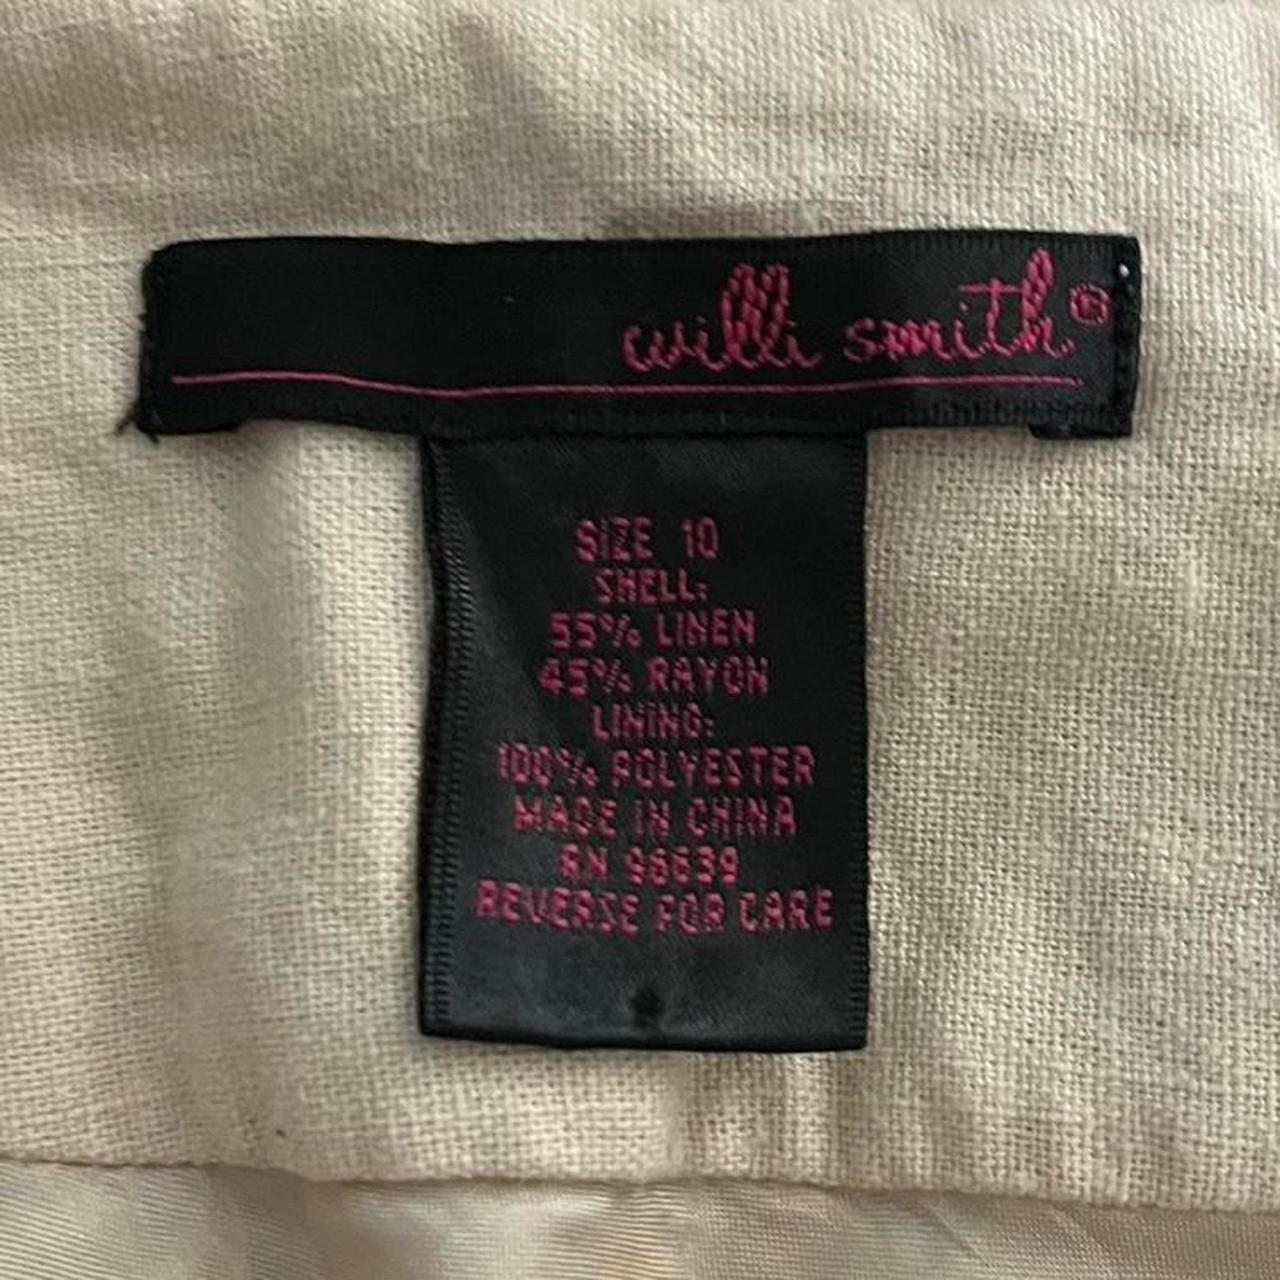 willi smith®
SIZE 10
SHELL:
55% LINEN
45% RAYON
LINING:
100% POLYESTER
MADE IN CHINA
RN
REVERSE FOR CARE